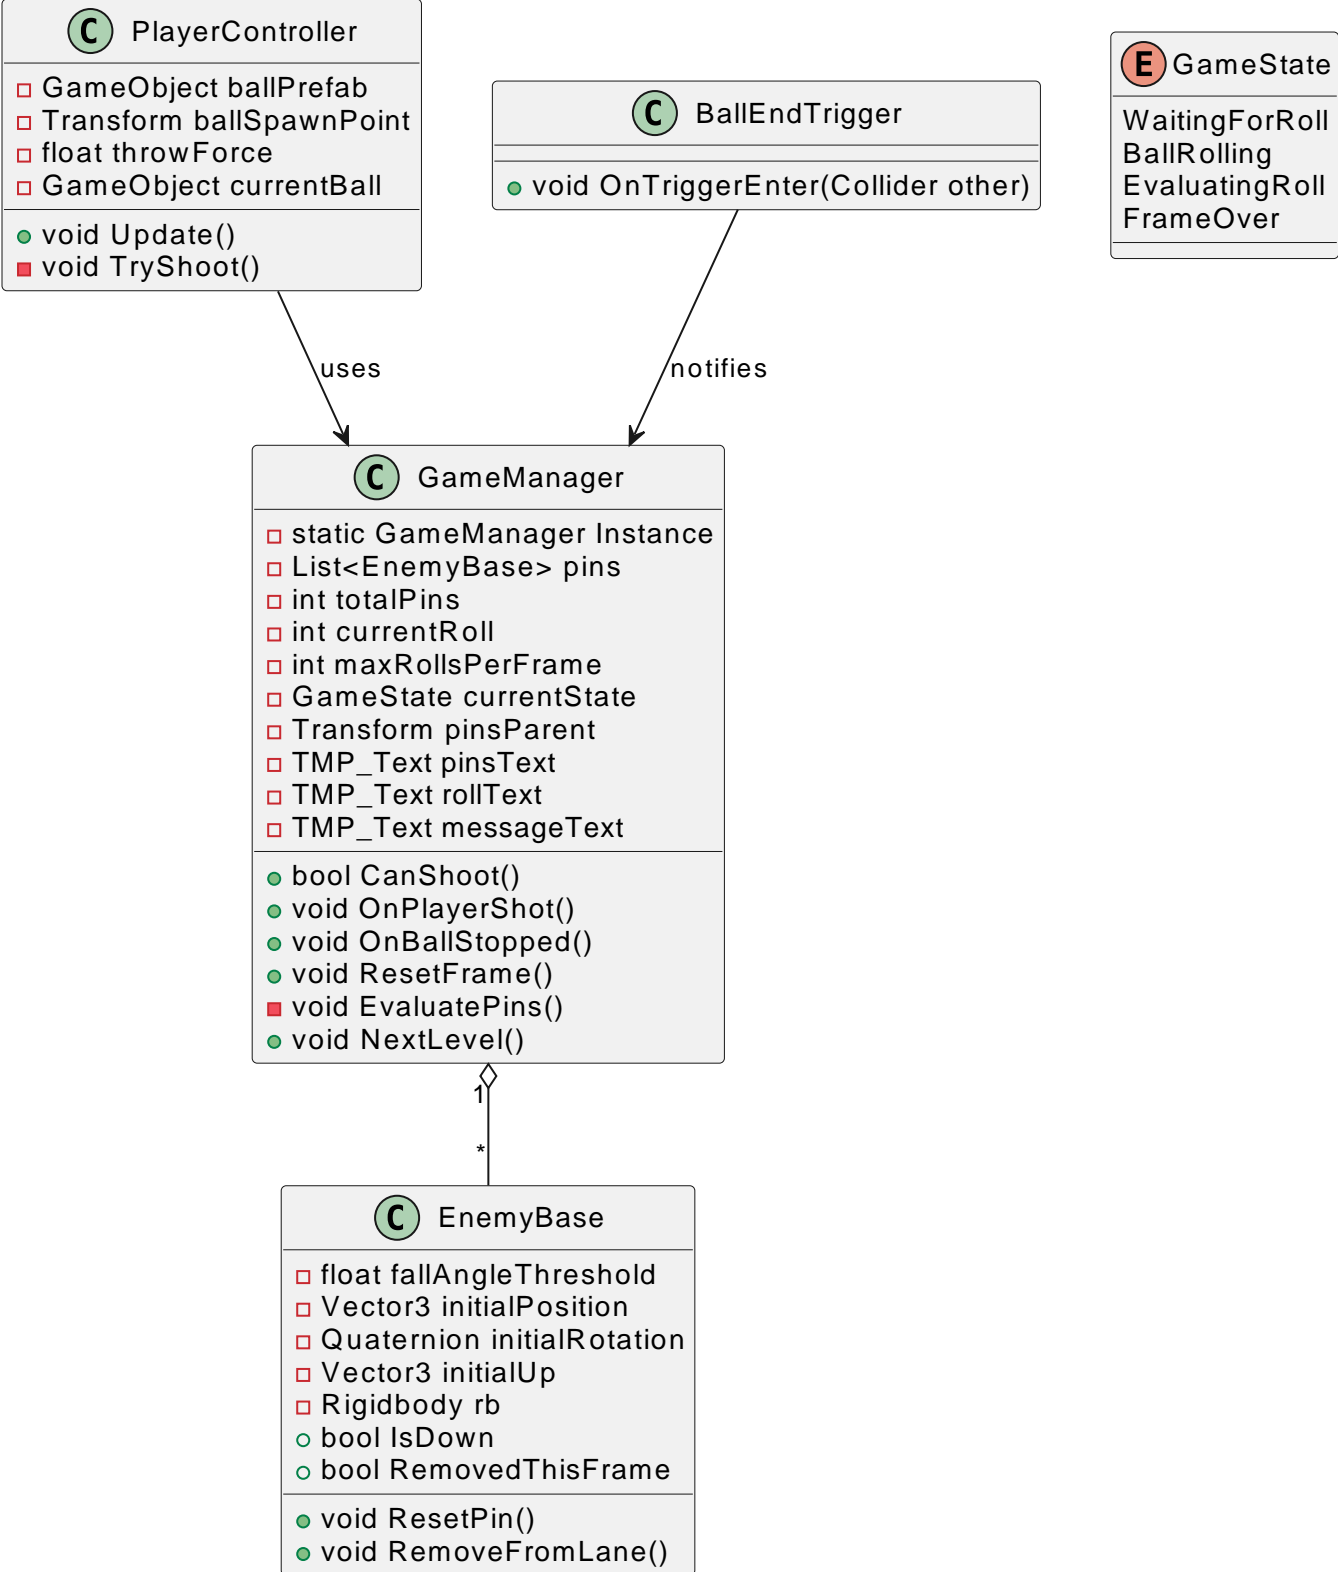 C PlayerController
GameObject ballPrefab
Transform ballSpawnPoint
float throwForce
GameObject currentBall
void Update()
void TryShoot()
C BallEndTrigger
void OnTriggerEnter(Collider other)
E GameState
WaitingForRoll
BallRolling
EvaluatingRoll
FrameOver
uses
notifies
C GameManager
static GameManager Instance
List<EnemyBase> pins
int totalPins
int currentRoll
int maxRollsPerFrame
GameState currentState
Transform pinsParent
TMP_Text pinsText
TMP_Text rollText
TMP_Text messageText
bool CanShoot()
void OnPlayerShot()
void OnBallStopped()
void ResetFrame()
void EvaluatePins()
void NextLevel()
1
*
C EnemyBase
float fallAngleThreshold
Vector3 initialPosition
Quaternion initialRotation
Vector3 initialUp
Rigidbody rb
bool IsDown
bool RemovedThisFrame
void ResetPin()
void RemoveFromLane()